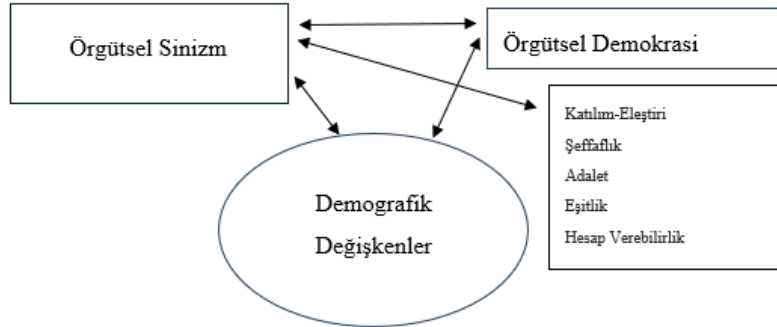 Örgütsel Sinizm
Örgütsel Demokrasi
Katılım-Eleştiri
Şeffaflık
Adalet
Eşitlik
Hesap Verebilirlik
Demografik
Değişkenler